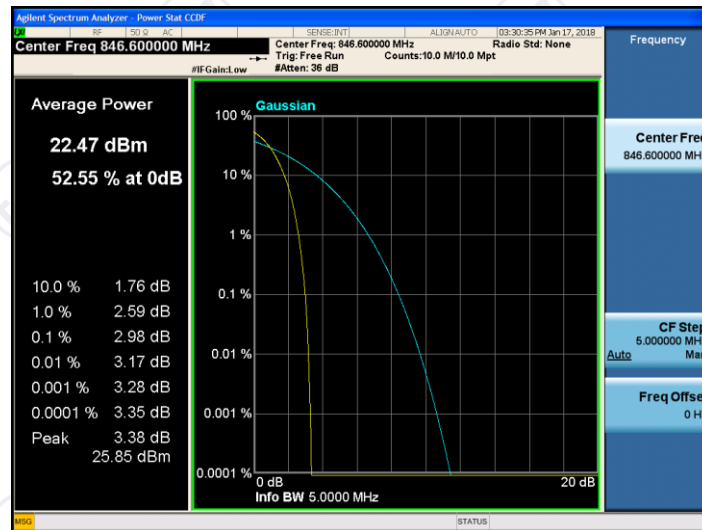 Agilent Spectrum Analyzer - Power Stat CCDF
RF 50 Ω AC SENSE:INT ALIGN AUTO 03:30:35 PM Jan 17, 2018
Center Freq 846.600000 MHz
Center Freq: 846.600000 MHz Radio Std: None
Trig: Free Run Counts:10.0 M/10.0 Mpt
#IFGain:Low #Atten: 36 dB
Average Power
22.47 dBm
52.55 % at 0dB
10.0 % 1.76 dB
1.0 % 2.59 dB
0.1 % 2.98 dB
0.01 % 3.17 dB
0.001 % 3.28 dB
0.0001 % 3.35 dB
Peak 3.38 dB
25.85 dBm
Gaussian
100 %
10 %
1 %
0.1 %
0.01 %
0.001 %
0.0001 %
0 dB 20 dB
Info BW 5.0000 MHz
Frequency
Center Fre
846.600000 MH
CF Step
5.000000 MH
Auto Ma
Freq Offse
0 H
MSG STATUS